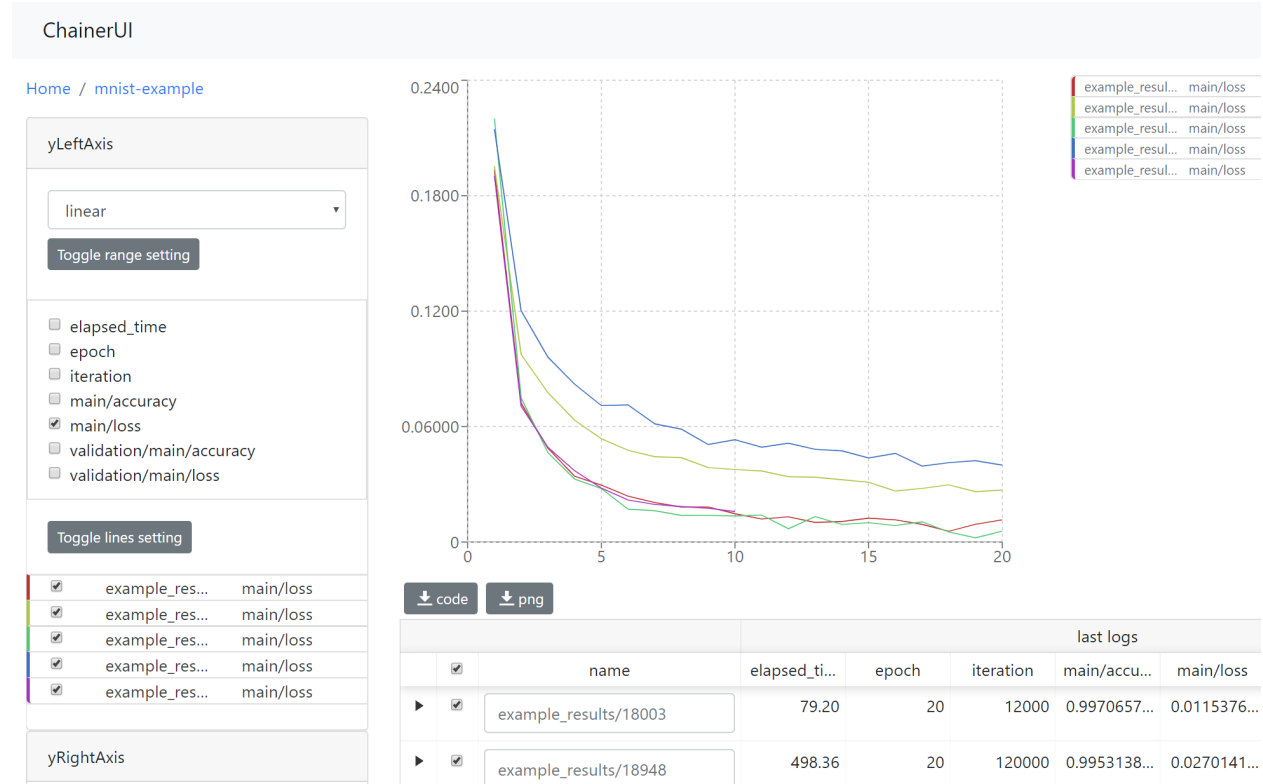 ChainerUI
Home / mnist-example
yLeftAxis
linear
Toggle range setting
elapsed_time
epoch
iteration
main/accuracy
main/loss
validation/main/accuracy
validation/main/loss
Toggle lines setting
example_res... main/loss
example_res... main/loss
example_res... main/loss
example_res... main/loss
example_res... main/loss
yRightAxis
0.2400
0.1800
0.1200
0.06000
0
0 5 10 15 20
example_resul... main/loss
example_resul... main/loss
example_resul... main/loss
example_resul... main/loss
example_resul... main/loss
code png
last logs
name elapsed_ti... epoch iteration main/accu... main/loss
example_results/18003 79.20 20 12000 0.9970657... 0.0115376...
example_results/18948 498.36 20 120000 0.9953138... 0.0270141...